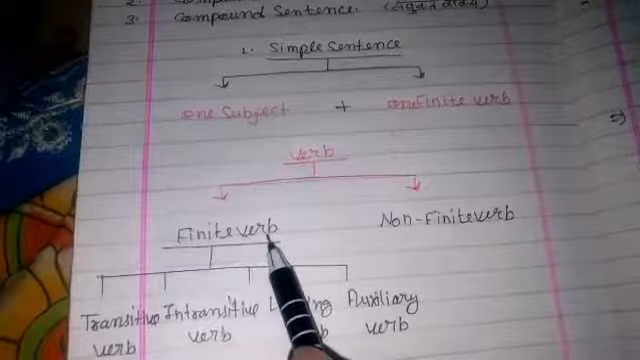 3. Compound Sentence. (संयुक्त वाक्य)
1. Simple Sentence
one Subject + one Finite verb
verb
Finite verb Non-Finite verb
Transitive Intransitive Auxiliary
verb verb verb